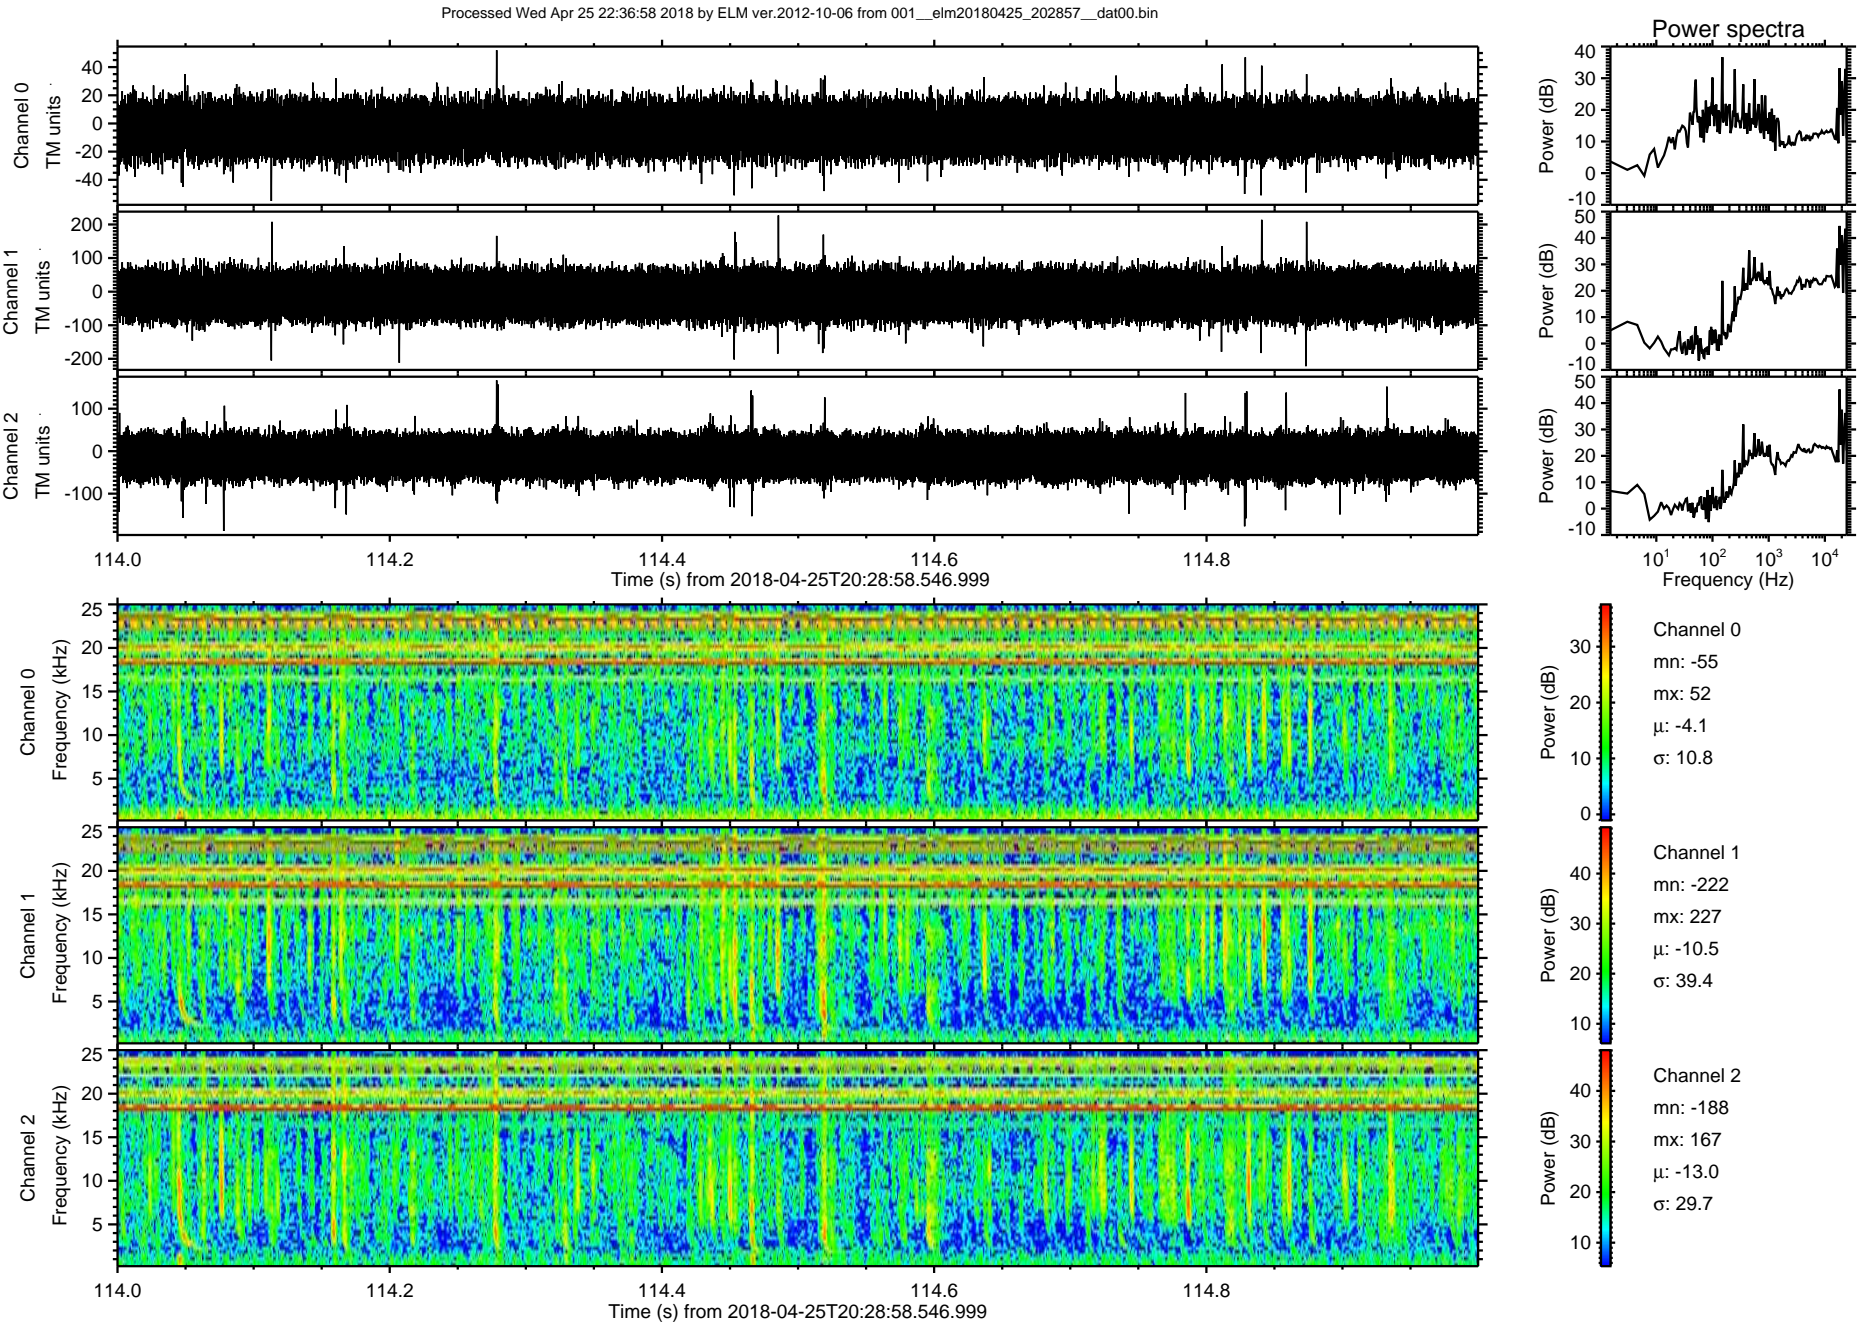 Processed Wed Apr 25 22:36:58 2018 by ELM ver.2012-10-06 from 001__elm20180425_202857__dat00.bin
Power spectra
Channel 0
TM units
40
20
0
-20
-40
Power (dB)
40
30
20
10
0
-10
Channel 1
TM units
200
100
0
-100
-200
Power (dB)
50
40
30
20
10
0
-10
Channel 2
TM units
100
0
-100
Power (dB)
50
40
30
20
10
0
-10
114.0 114.2 114.4 114.6 114.8
Time (s) from 2018-04-25T20:28:58.546.999
10^1 10^2 10^3 10^4
Frequency (Hz)
Channel 0
Frequency (kHz)
25
20
15
10
5
Power (dB)
30
20
10
0
Channel 0
mn: -55
mx: 52
μ: -4.1
σ: 10.8
Channel 1
Frequency (kHz)
25
20
15
10
5
Power (dB)
40
30
20
10
Channel 1
mn: -222
mx: 227
μ: -10.5
σ: 39.4
Channel 2
Frequency (kHz)
25
20
15
10
5
Power (dB)
40
30
20
10
Channel 2
mn: -188
mx: 167
μ: -13.0
σ: 29.7
114.0 114.2 114.4 114.6 114.8
Time (s) from 2018-04-25T20:28:58.546.999